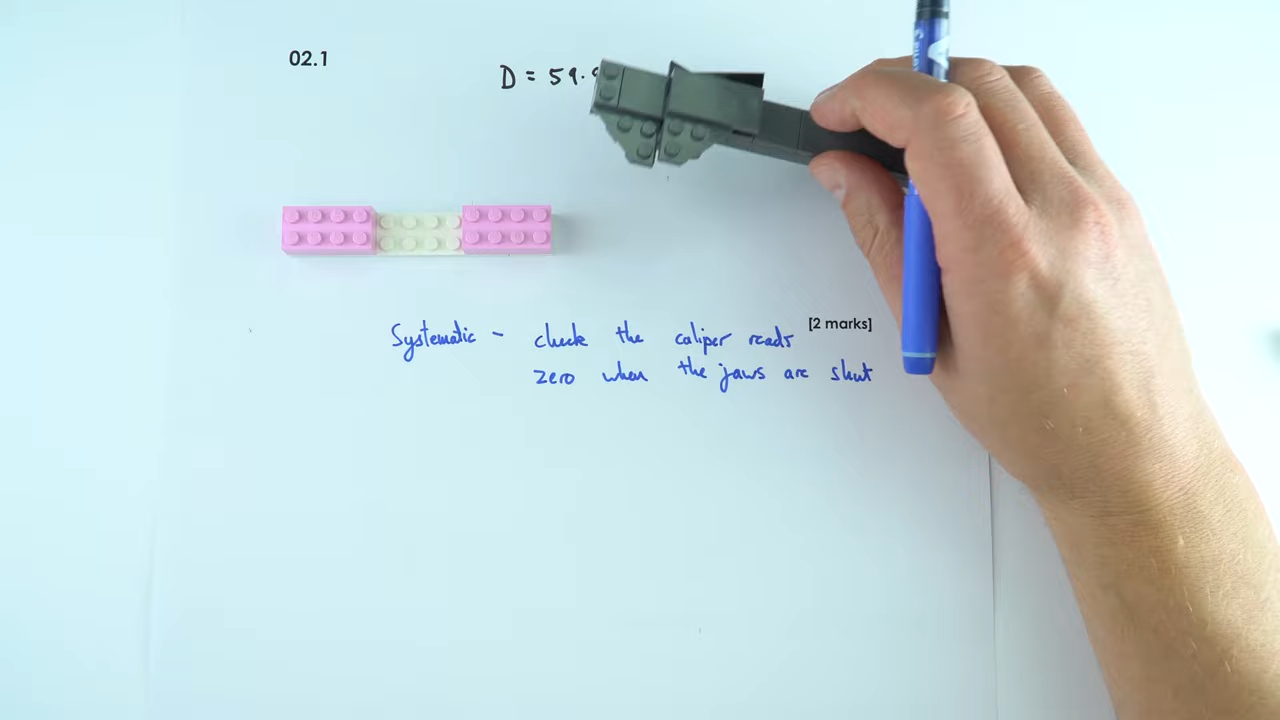 02.1
D = 59.
[2 marks]
Systematic - check the caliper reads
zero when the jaws are shut